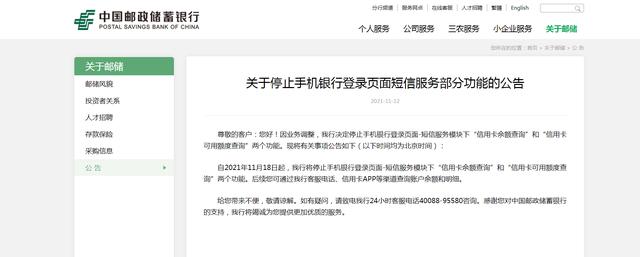 中国邮政储蓄银行
POSTAL SAVINGS BANK OF CHINA
分行频道 服务网点 在线客服 人才招聘 繁體 English
个人服务 公司服务 三农服务 小企业服务 关于邮储
您所在的位置：首页 > 关于邮储 > 公 告
关于邮储
邮储风貌
投资者关系
人才招聘
存款保险
采购信息
公 告
关于停止手机银行登录页面短信服务部分功能的公告
2021-11-12
尊敬的客户：您好！因业务调整，我行决定停止手机银行登录页面-短信服务模块下“信用卡余额查询”和“信用卡
可用额度查询”两个功能。现将有关事项公告如下（以下时间均为北京时间）：
自2021年11月18日起，我行将停止手机银行登录页面-短信服务模块下“信用卡余额查询”和“信用卡可用额度查
询”两个功能。后续您可通过我行客服电话、信用卡APP等渠道查询账户余额和明细。
给您带来不便，敬请谅解。如有疑问，请致电我行24小时客服电话40088-95580咨询。感谢您对中国邮政储蓄银行
的支持，我行将竭诚为您提供更加优质的服务。